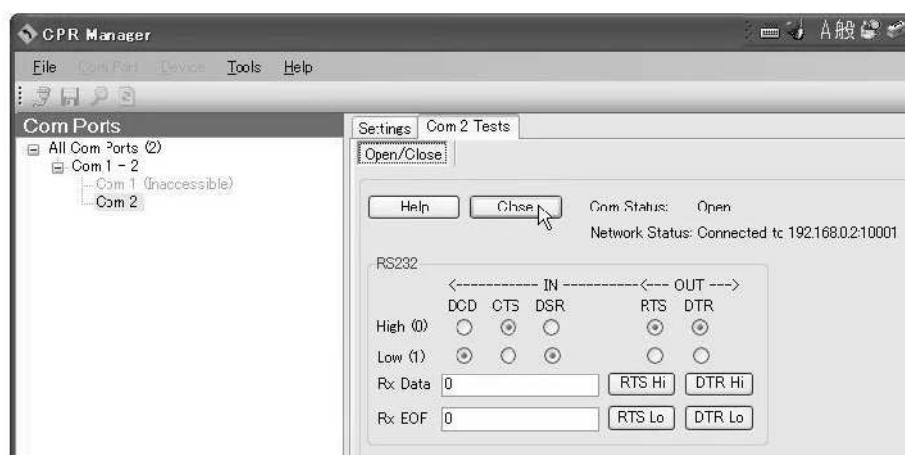 CPR Manager
A般
File Com Port Device Tools Help
Com Ports
All Com Ports (2)
Com 1 - 2
Com 1 (Inaccessible)
Com 2
Settings Com 2 Tests
Open/Close
Help Close Com Status: Open
Network Status: Connected to 192.168.0.2:10001
RS232
<----------- IN -----------<--- OUT --->
DCD CTS DSR RTS DTR
High (0)
Low (1)
Rx Data 0 RTS Hi DTR Hi
Rx EOF 0 RTS Lo DTR Lo